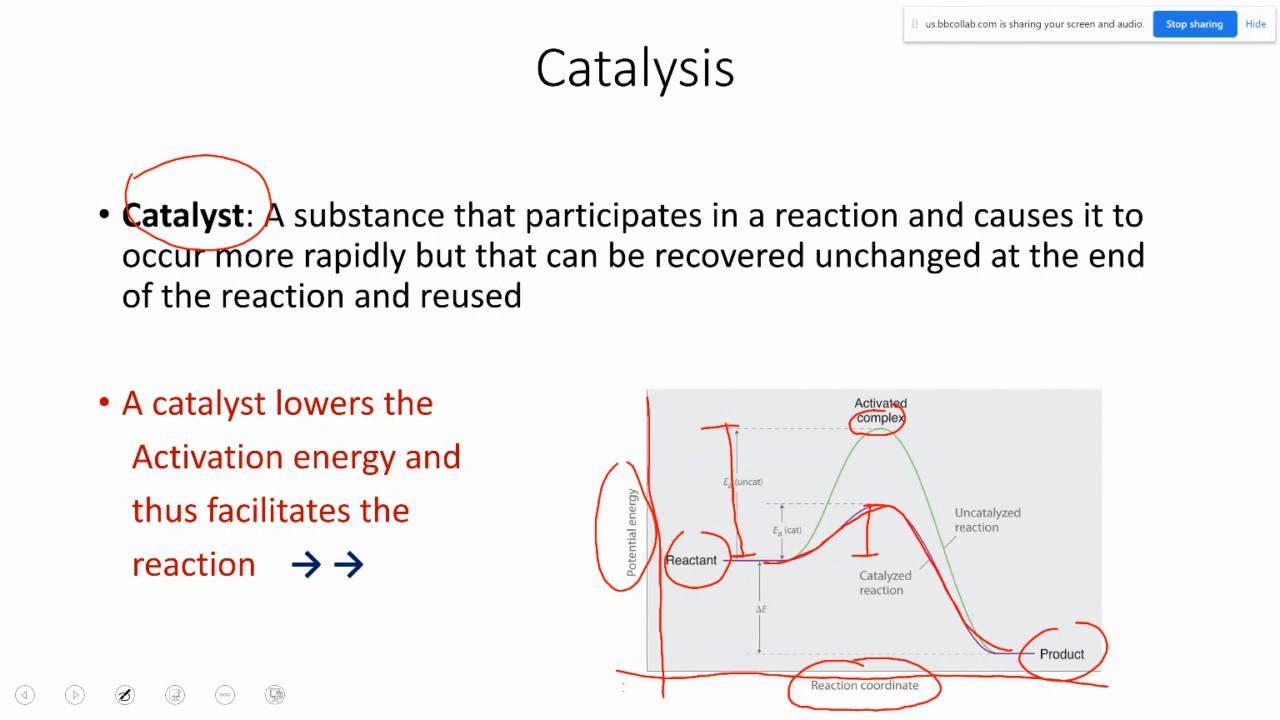 us.bbcollab.com is sharing your screen and audio. Stop sharing Hide
Catalysis
• Catalyst: A substance that participates in a reaction and causes it to
occur more rapidly but that can be recovered unchanged at the end
of the reaction and reused
• A catalyst lowers the
Activation energy and
thus facilitates the
reaction → →
Activated
complex
Ea (uncat)
Potential energy
Ea (cat)
Uncatalyzed
reaction
Reactant
Catalyzed
reaction
ΔE
Product
Reaction coordinate